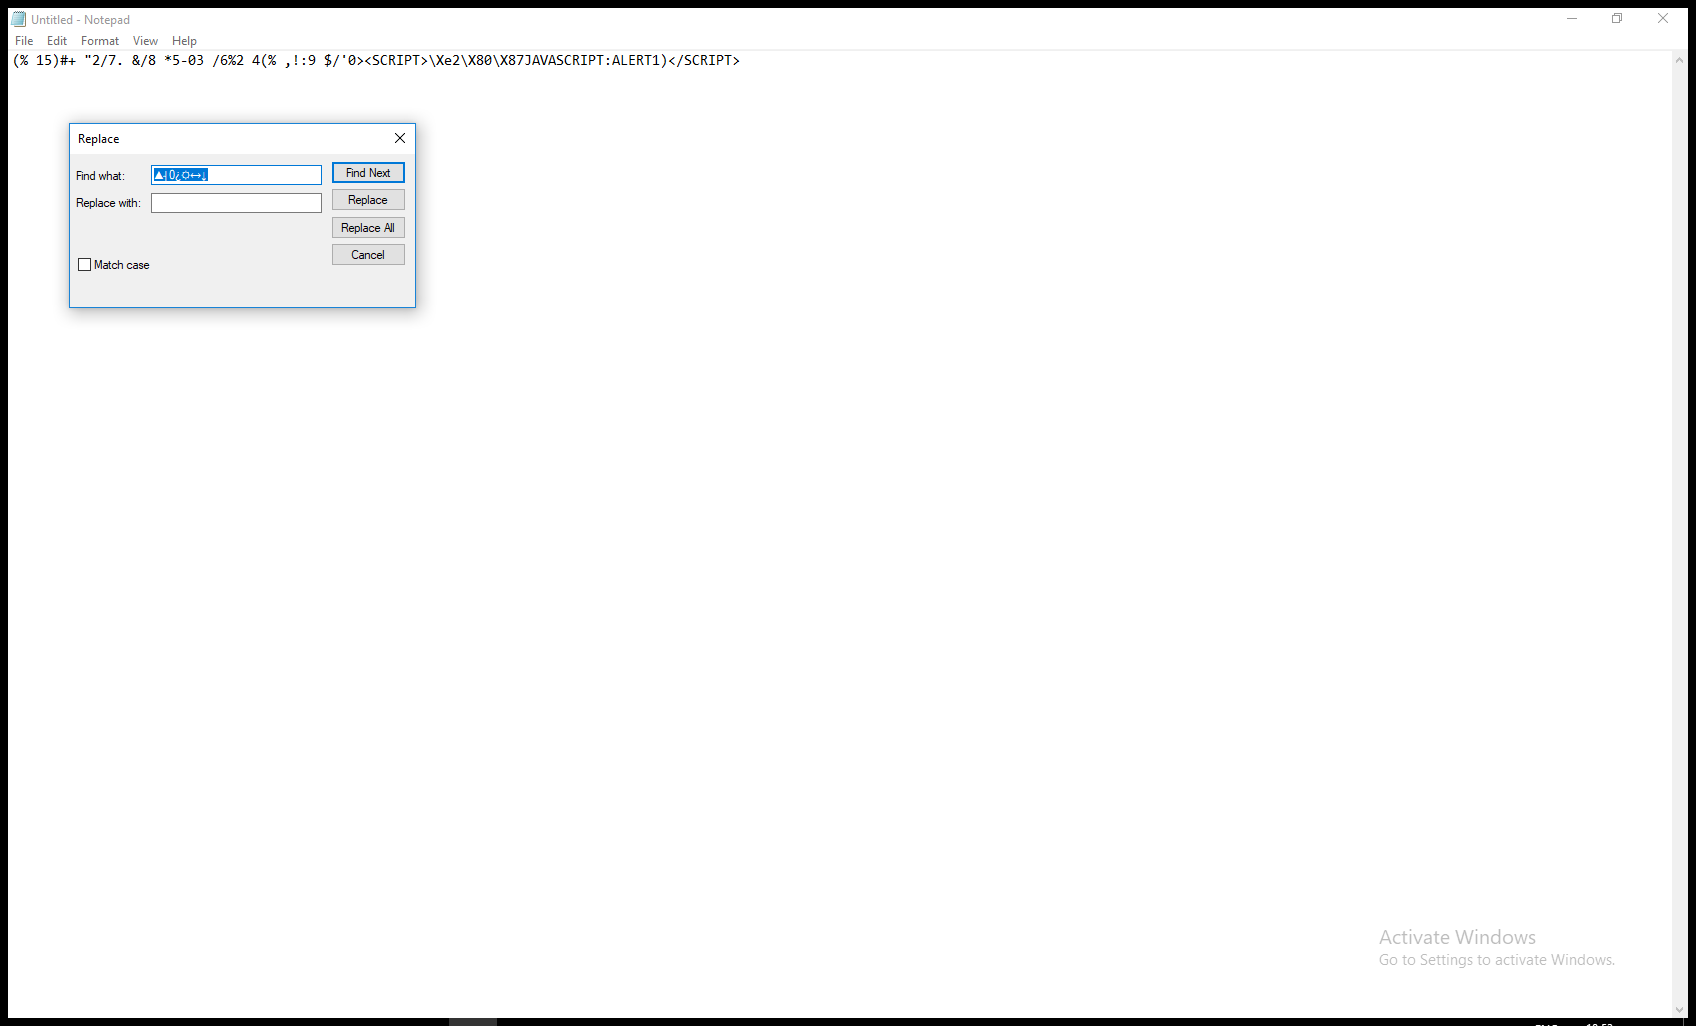 Untitled - Notepad
File Edit Format View Help
(% 15)#+ "2/7. &/8 *5-03 /6%2 4(% ,!:9 $/'0><SCRIPT>\Xe2\X80\X87JAVASCRIPT:ALERT1)</SCRIPT>
Replace
Find what: Find Next
Replace with: Replace
Replace All
Cancel
Match case
Activate Windows
Go to Settings to activate Windows.